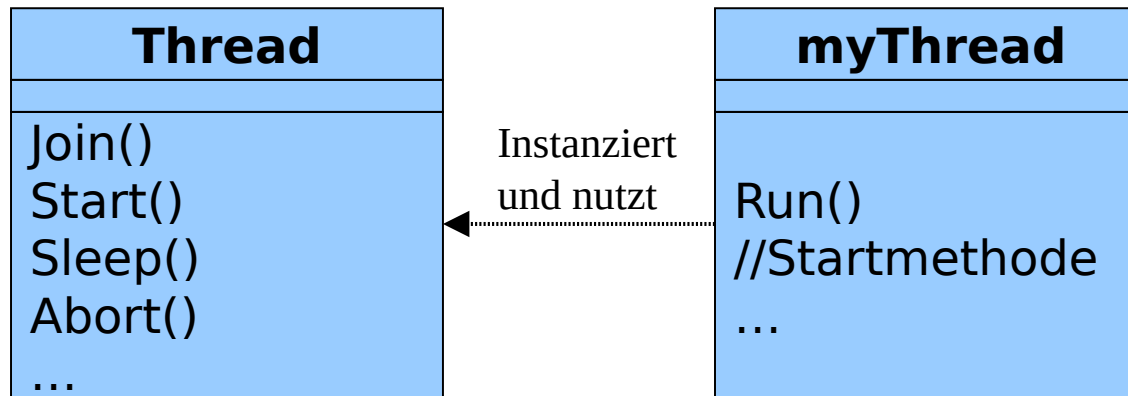 Thread
Join()
Start()
Sleep()
Abort()
...
Instanziert
und nutzt
myThread
Run()
//Startmethode
...